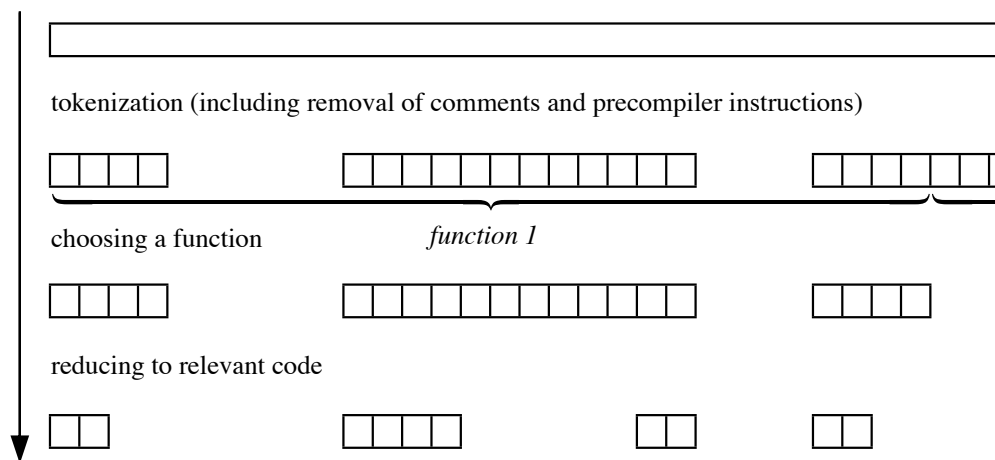 tokenization (including removal of comments and precompiler instructions)
function 1
choosing a function
reducing to relevant code